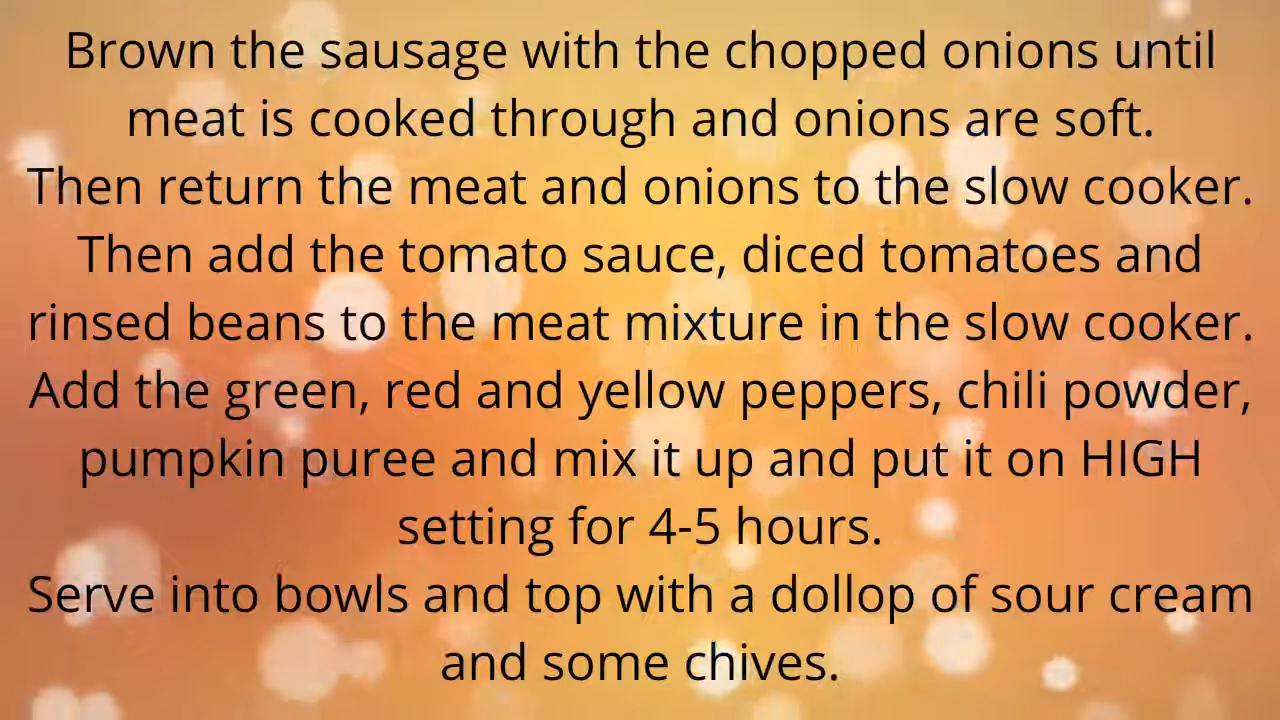 Brown the sausage with the chopped onions until
meat is cooked through and onions are soft.
Then return the meat and onions to the slow cooker.
Then add the tomato sauce, diced tomatoes and
rinsed beans to the meat mixture in the slow cooker.
Add the green, red and yellow peppers, chili powder,
pumpkin puree and mix it up and put it on HIGH
setting for 4-5 hours.
Serve into bowls and top with a dollop of sour cream
and some chives.